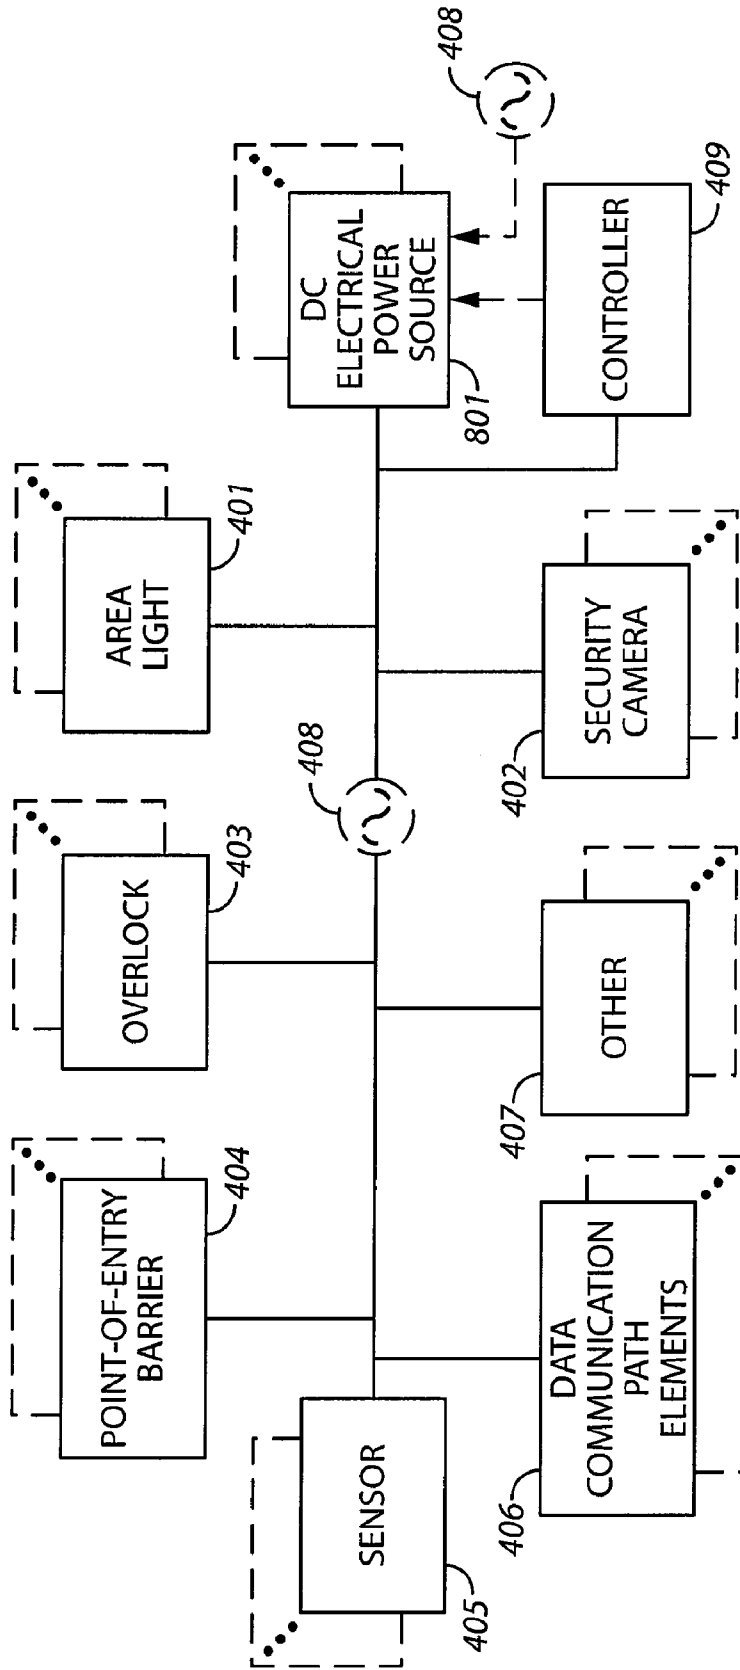 POINT-OF-ENTRY
BARRIER
404
OVERLOCK
403
AREA
LIGHT
401
SENSOR
405
408
DC
ELECTRICAL
POWER
SOURCE
801
408
DATA
COMMUNICATION
PATH
ELEMENTS
406
OTHER
407
SECURITY
CAMERA
402
CONTROLLER
409